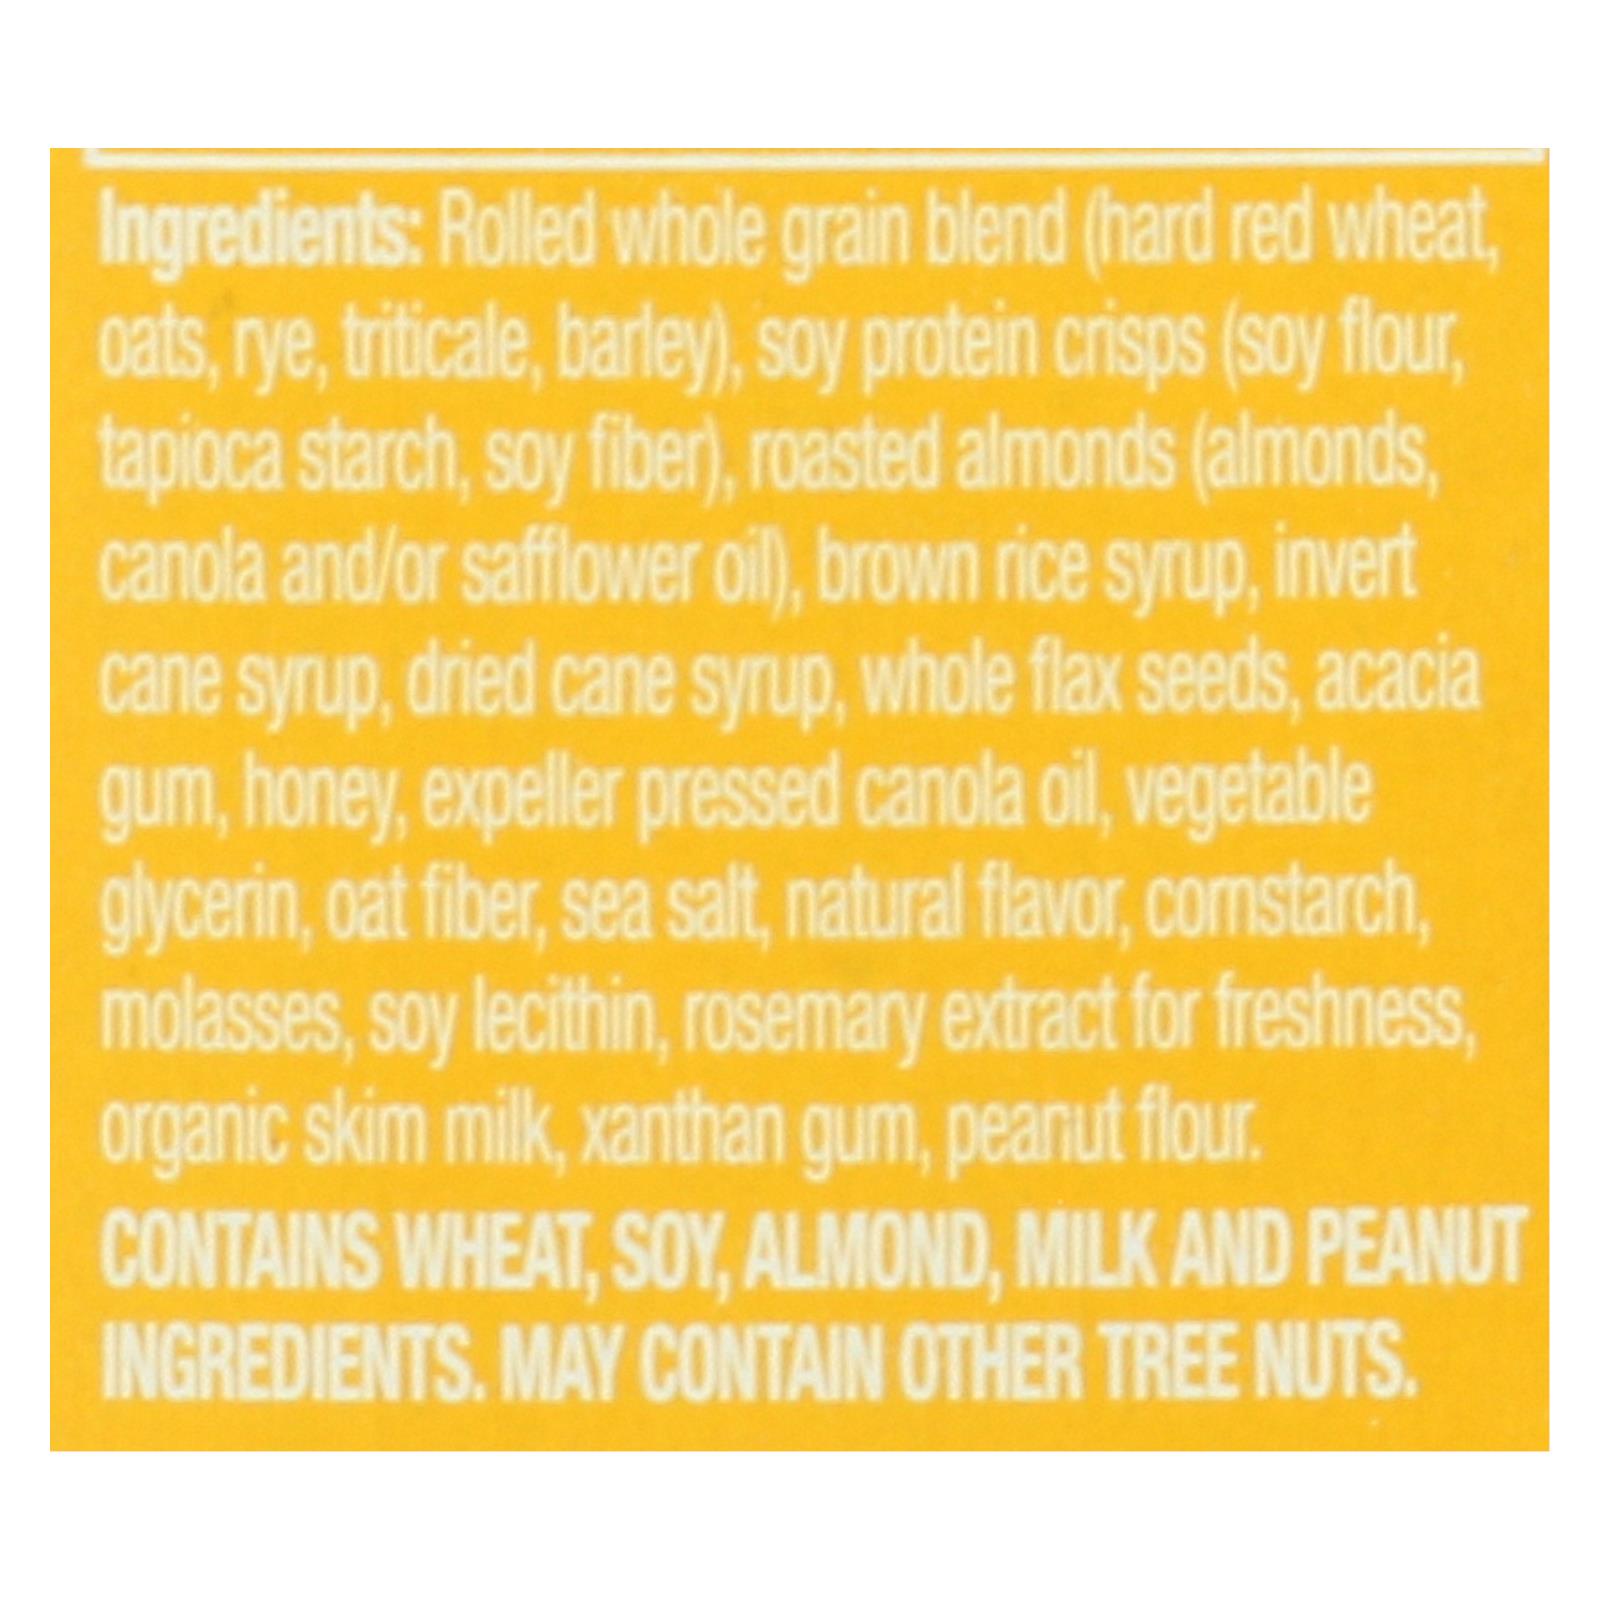 Ingredients: Rolled whole grain blend (hard red wheat,
oats, rye, triticale, barley), soy protein crisps (soy flour,
tapioca starch, soy fiber), roasted almonds (almonds,
canola and/or safflower oil), brown rice syrup, invert
cane syrup, dried cane syrup, whole flax seeds, acacia
gum, honey, expeller pressed canola oil, vegetable
glycerin, oat fiber, sea salt, natural flavor, cornstarch,
molasses, soy lecithin, rosemary extract for freshness,
organic skim milk, xanthan gum, peanut flour.
CONTAINS WHEAT, SOY, ALMOND, MILK AND PEANUT
INGREDIENTS. MAY CONTAIN OTHER TREE NUTS.